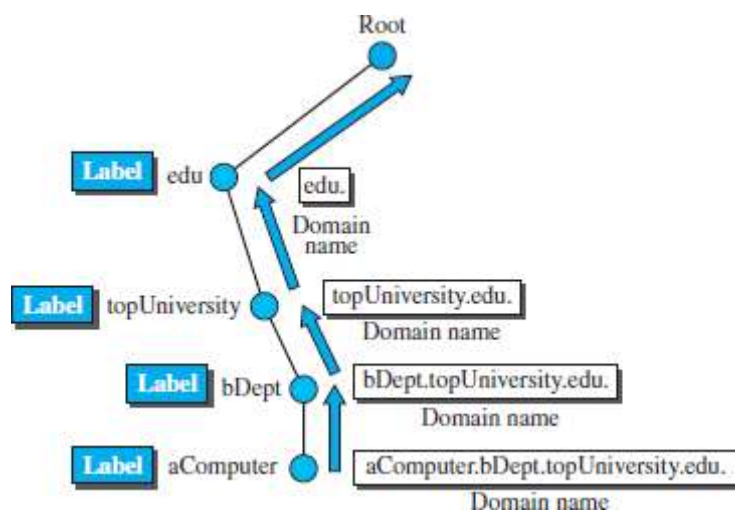 Root
Label edu
edu.
Domain
name
Label topUniversity
topUniversity.edu.
Domain name
Label bDept
bDept.topUniversity.edu.
Domain name
Label aComputer
aComputer.bDept.topUniversity.edu.
Domain name